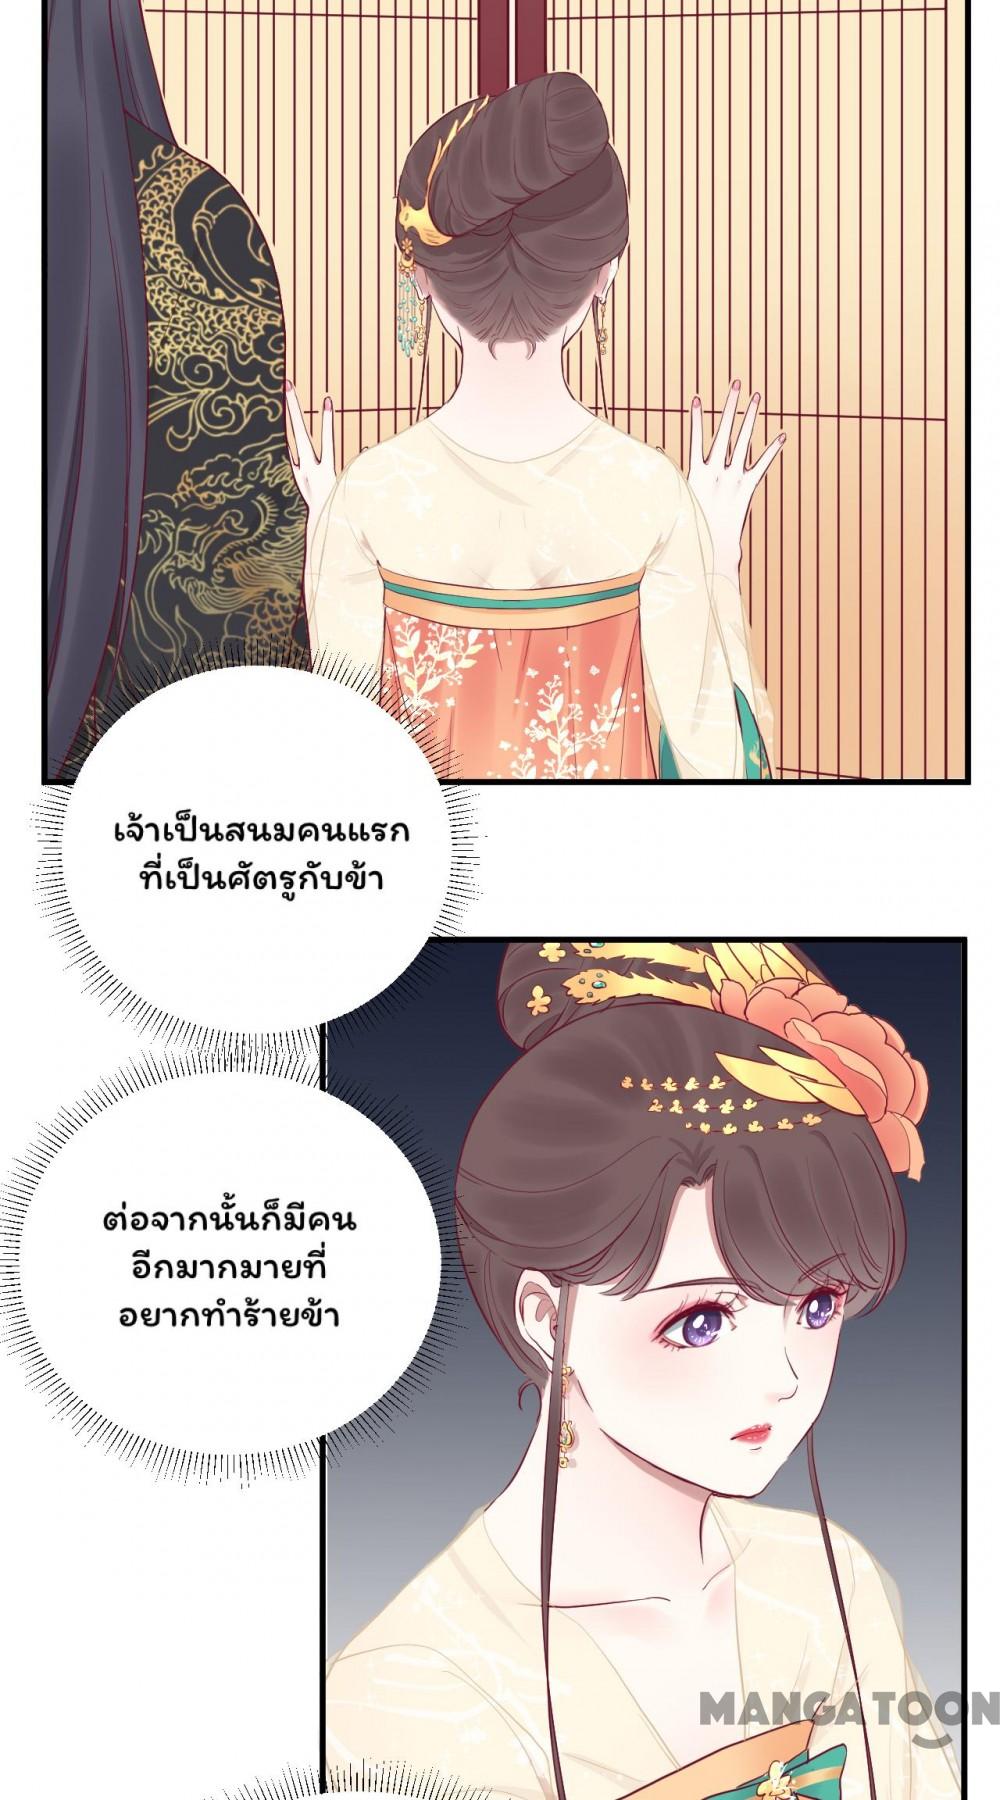 เจ้าเป็นสนมคนแรก
ที่เป็นศัตรูกับข้า
ต่อจากนั้นก็มีคน
อีกมากมายที่
อยากทำร้ายข้า
MANGATOON